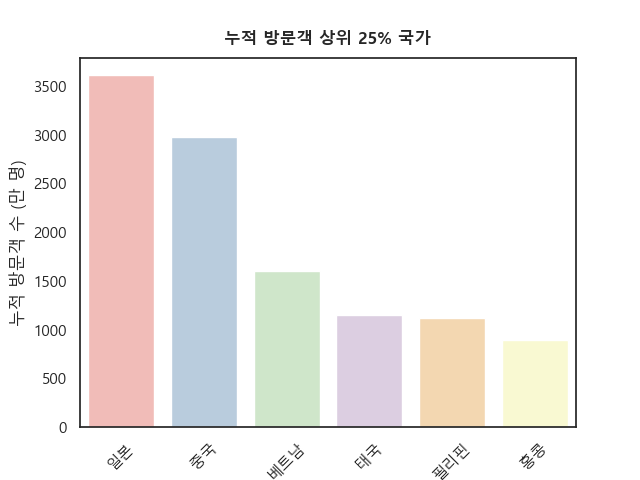 누적 방문객 상위 25% 국가
누적 방문객 수 (만 명)
3500
3000
2500
2000
1500
1000
500
0
일본
중국
베트남
태국
필리핀
홍콩